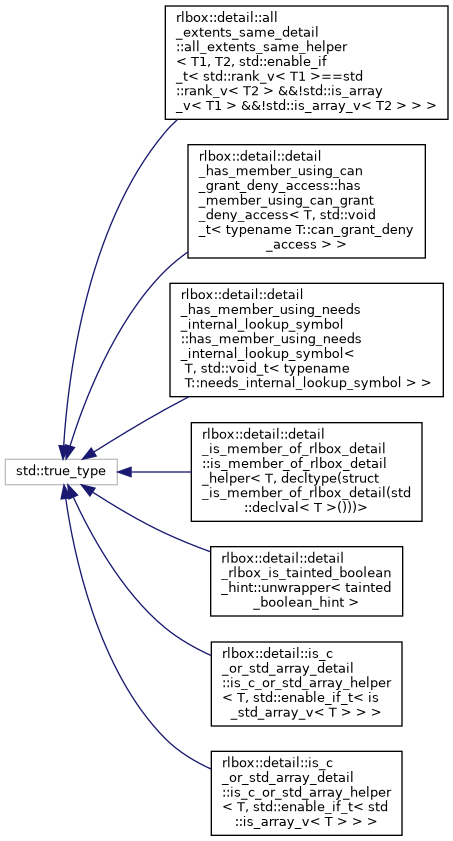 rlbox::detail::all
_extents_same_detail
::all_extents_same_helper
< T1, T2, std::enable_if
_t< std::rank_v< T1 >==std
::rank_v< T2 > &&!std::is_array
_v< T1 > &&!std::is_array_v< T2 > > >
rlbox::detail::detail
_has_member_using_can
_grant_deny_access::has
_member_using_can_grant
_deny_access< T, std::void
_t< typename T::can_grant_deny
_access > >
rlbox::detail::detail
_has_member_using_needs
_internal_lookup_symbol
::has_member_using_needs
_internal_lookup_symbol<
T, std::void_t< typename
T::needs_internal_lookup_symbol > >
std::true_type
rlbox::detail::detail
_is_member_of_rlbox_detail
::is_member_of_rlbox_detail
_helper< T, decltype(struct
_is_member_of_rlbox_detail(std
::declval< T >()))>
rlbox::detail::detail
_rlbox_is_tainted_boolean
_hint::unwrapper< tainted
_boolean_hint >
rlbox::detail::is_c
_or_std_array_detail
::is_c_or_std_array_helper
< T, std::enable_if_t< is
_std_array_v< T > > >
rlbox::detail::is_c
_or_std_array_detail
::is_c_or_std_array_helper
< T, std::enable_if_t< std
::is_array_v< T > > >